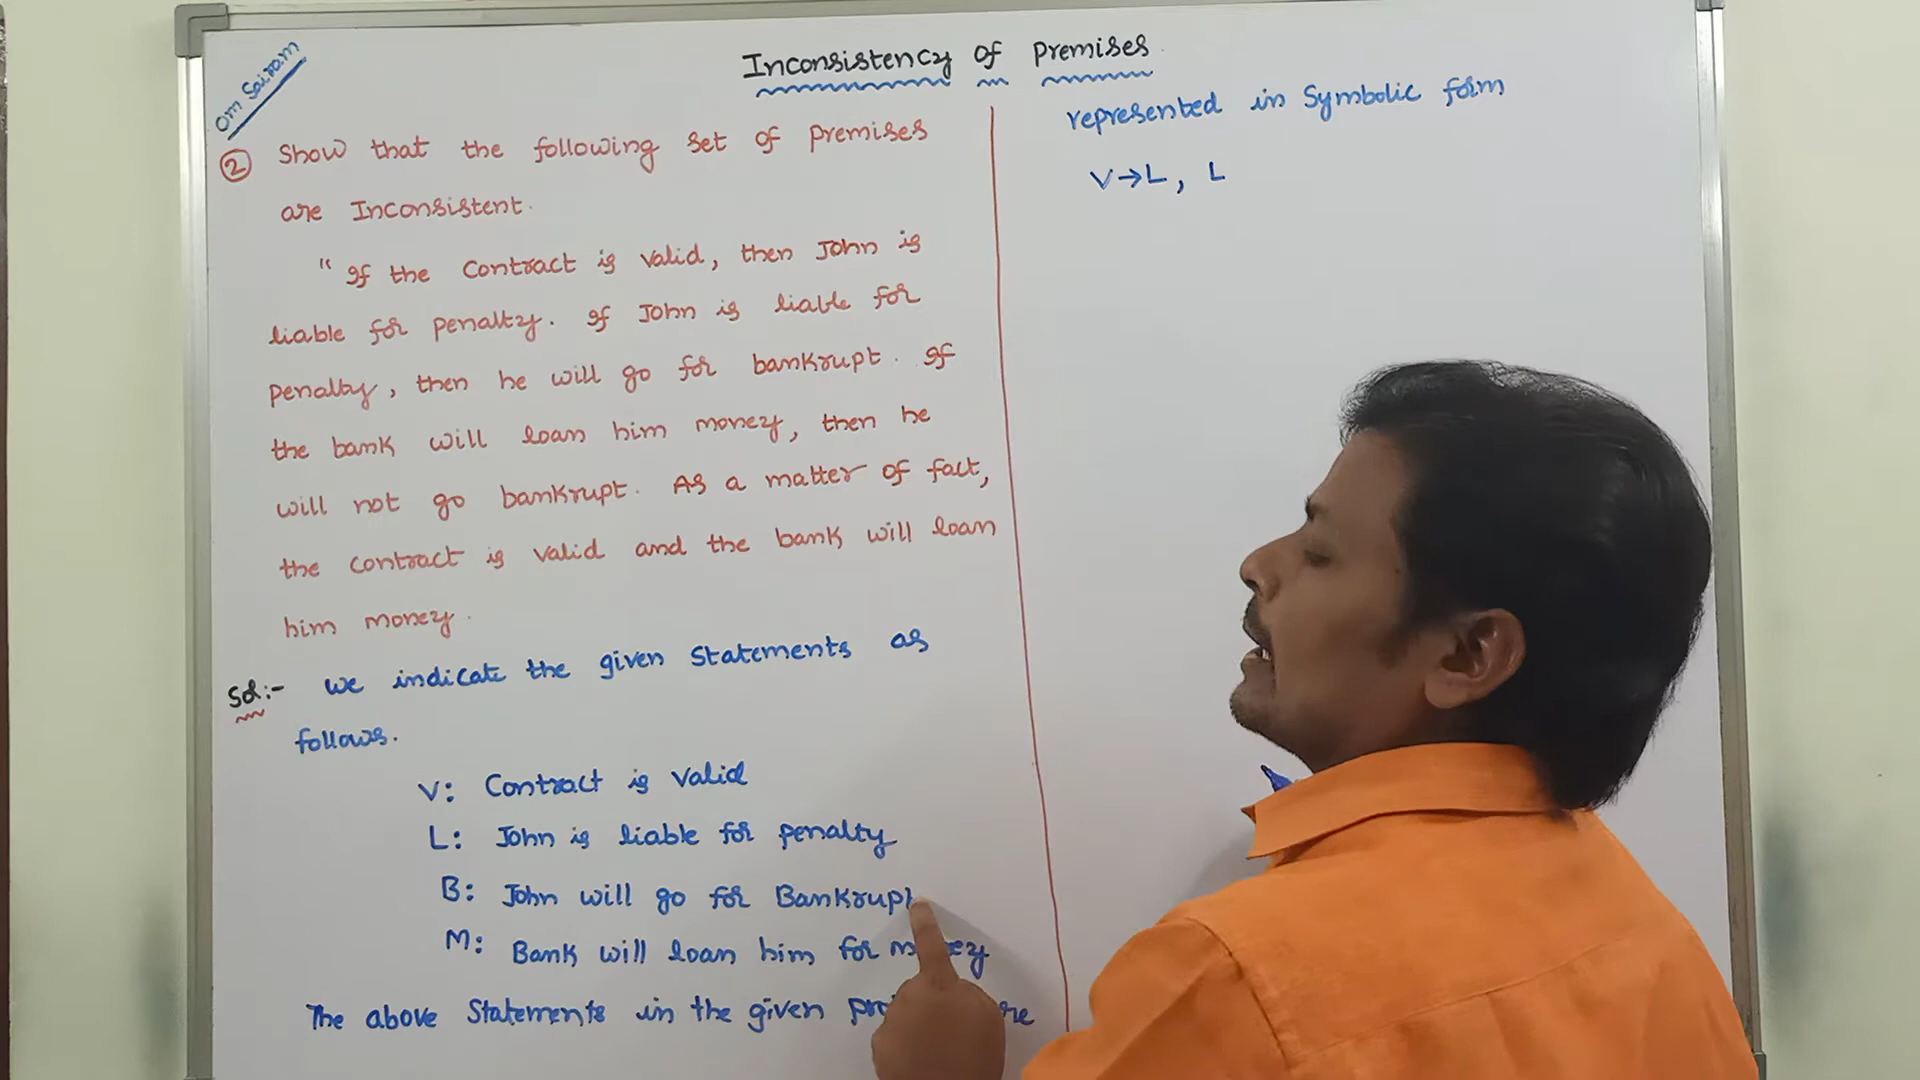 Om Sairam
Inconsistency of Premises
② Show that the following set of premises
are Inconsistent.
" If the Contract is valid, then John is
liable for penalty. If John is liable for
penalty, then he will go for bankrupt. If
the bank will loan him money, then he
will not go bankrupt. As a matter of fact,
the contract is valid and the bank will loan
him money.
Sol:- We indicate the given Statements as
follows.
V: Contract is Valid
L: John is liable for penalty
B: John will go for Bankrupt
M: Bank will loan him for
The above Statements in the given
represented in Symbolic form
V→L, L